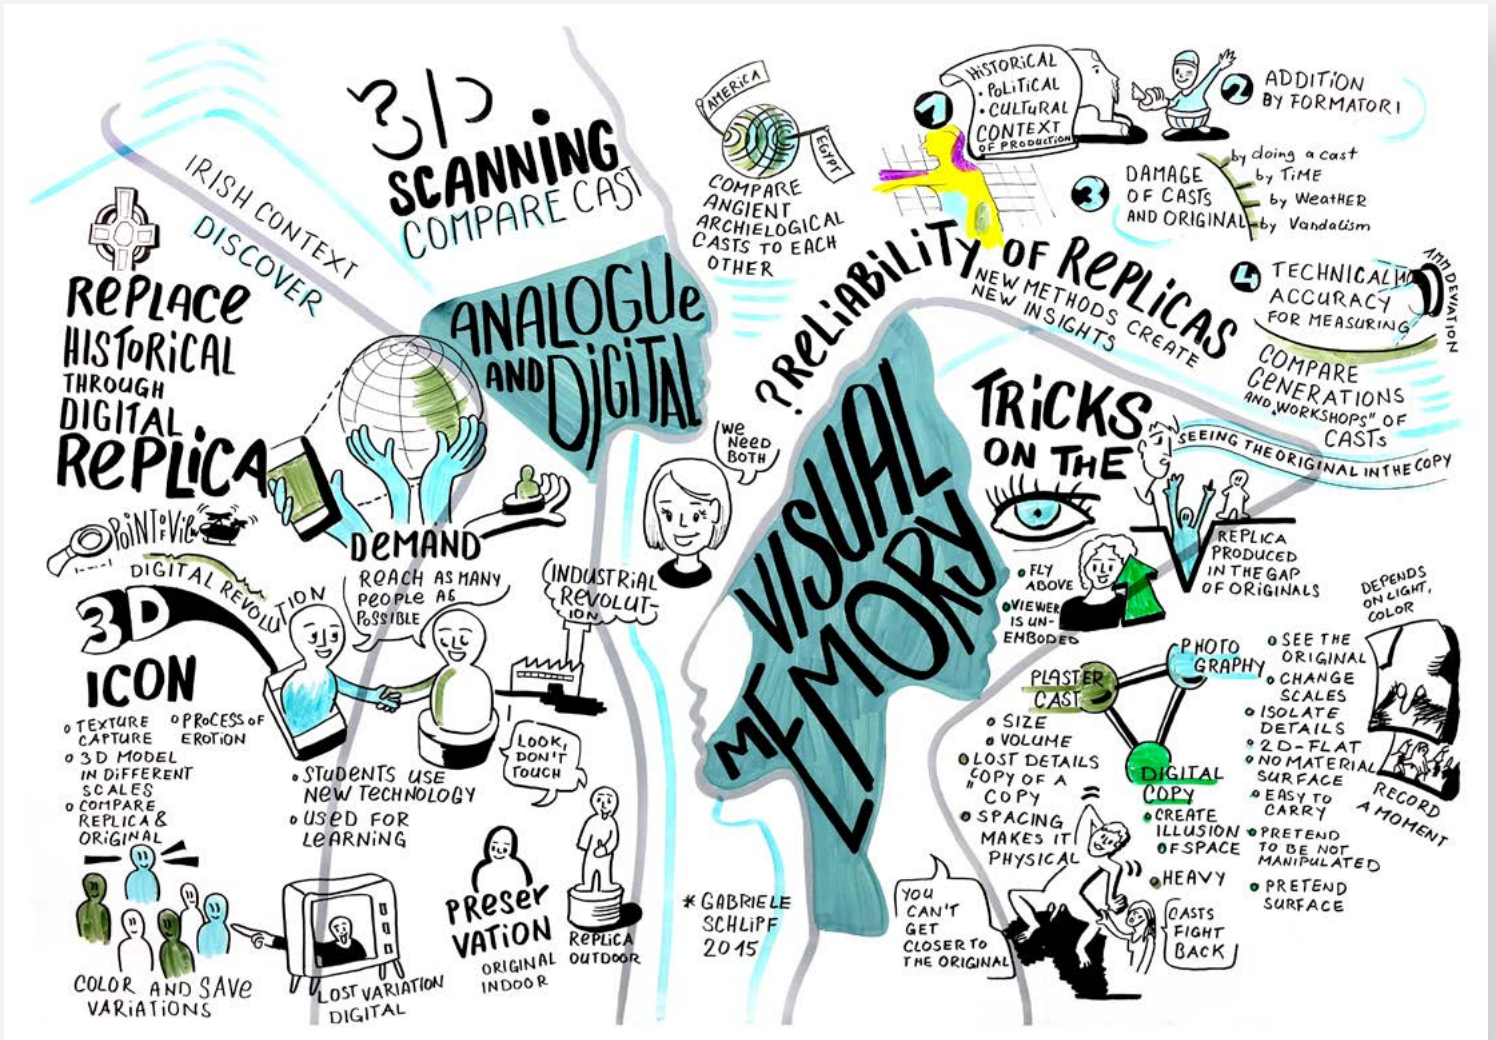 3D
SCANNING
COMPARE CAST
IRISH CONTEXT
DISCOVER
REPLACE
HISTORICAL
THROUGH
DIGITAL
REPLICA
ANALOGUE
AND DIGITAL
AMERICA
EGYPT
COMPARE
ANGIENT
ARCHIELOGICAL
CASTS TO EACH
OTHER
1
HISTORICAL
• POLITICAL
• CULTURAL
CONTEXT
OF PRODUCTION
2
ADDITION
BY FORMATORI
3
DAMAGE
OF CASTS
AND ORIGINAL
by doing a cast
by TIME
by WEATHER
by Vandalism
4
TECHNICAL
ACCURACY
FOR MEASURING
1MM DEVIATION
COMPARE
GENERATIONS
AND "WORKSHOPS" OF
CASTS
? RELIABILITY OF REPLICAS
NEW METHODS CREATE
NEW INSIGHTS
WE
NEED
BOTH
VISUAL
MEMORY
TRICKS
ON THE
SEEING THE ORIGINAL IN THE COPY
REPLICA
PRODUCED
IN THE GAP
OF ORIGINALS
• FLY
ABOVE
• VIEWER
IS UN-
EMBODED
POINT OF VIEW
DIGITAL REVOLUTION
3D
ICON
DEMAND
REACH AS MANY
PEOPLE AS
POSSIBLE
INDUSTRIAL
REVOLUT-
ION
o TEXTURE
CAPTURE
o 3D MODEL
IN DIFFERENT
SCALES
o COMPARE
REPLICA &
ORIGINAL
o PROCESS OF
EROTION
• STUDENTS USE
NEW TECHNOLOGY
• USED FOR
LEARNING
LOOK,
DON'T
TOUCH
COLOR AND SAVE
VARIATIONS
LOST VARIATION
DIGITAL
PRESER
VATION
ORIGINAL
INDOOR
REPLICA
OUTDOOR
* GABRIELE
SCHLIPF
2015
PLASTER
CAST
• SIZE
• VOLUME
• LOST DETAILS
COPY OF A
"COPY
• SPACING
MAKES IT
PHYSICAL
PHOTO
GRAPHY
• SEE THE
ORIGINAL
• CHANGE
SCALES
• ISOLATE
DETAILS
• 2D-FLAT
• NO MATERIAL
SURFACE
• EASY TO
CARRY
• PRETEND
TO BE NOT
MANIPULATED
• PRETEND
SURFACE
DIGITAL
COPY
• CREATE
ILLUSION
OF SPACE
• HEAVY
DEPENDS
ON LIGHT,
COLOR
RECORD
A MOMENT
YOU
CAN'T
GET
CLOSER TO
THE ORIGINAL
CASTS
FIGHT
BACK